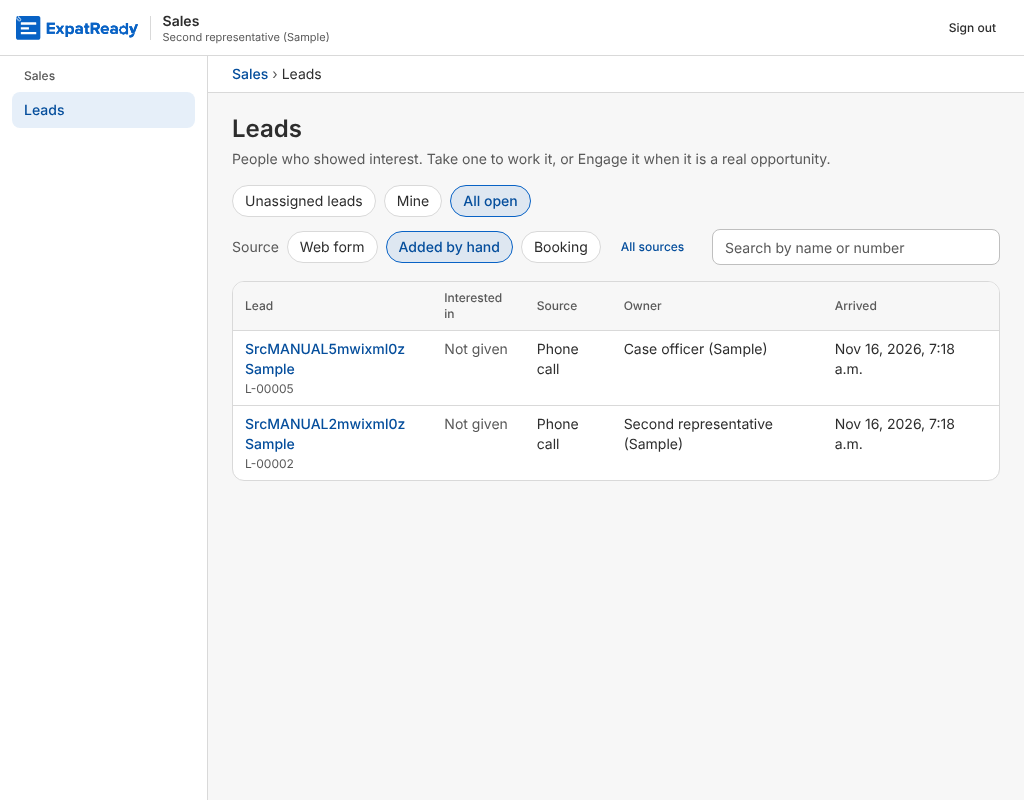 ExpatReady
Sales
Second representative (Sample)
Sign out
Sales
Leads
Sales › Leads
Leads
People who showed interest. Take one to work it, or Engage it when it is a real opportunity.
Unassigned leads
Mine
All open
Source
Web form
Added by hand
Booking
All sources
Search by name or number
Lead
Interested
in
Source
Owner
Arrived
SrcMANUAL5mwixml0z
Sample
L-00005
Not given
Phone
call
Case officer (Sample)
Nov 16, 2026, 7:18
a.m.
SrcMANUAL2mwixml0z
Sample
L-00002
Not given
Phone
call
Second representative
(Sample)
Nov 16, 2026, 7:18
a.m.